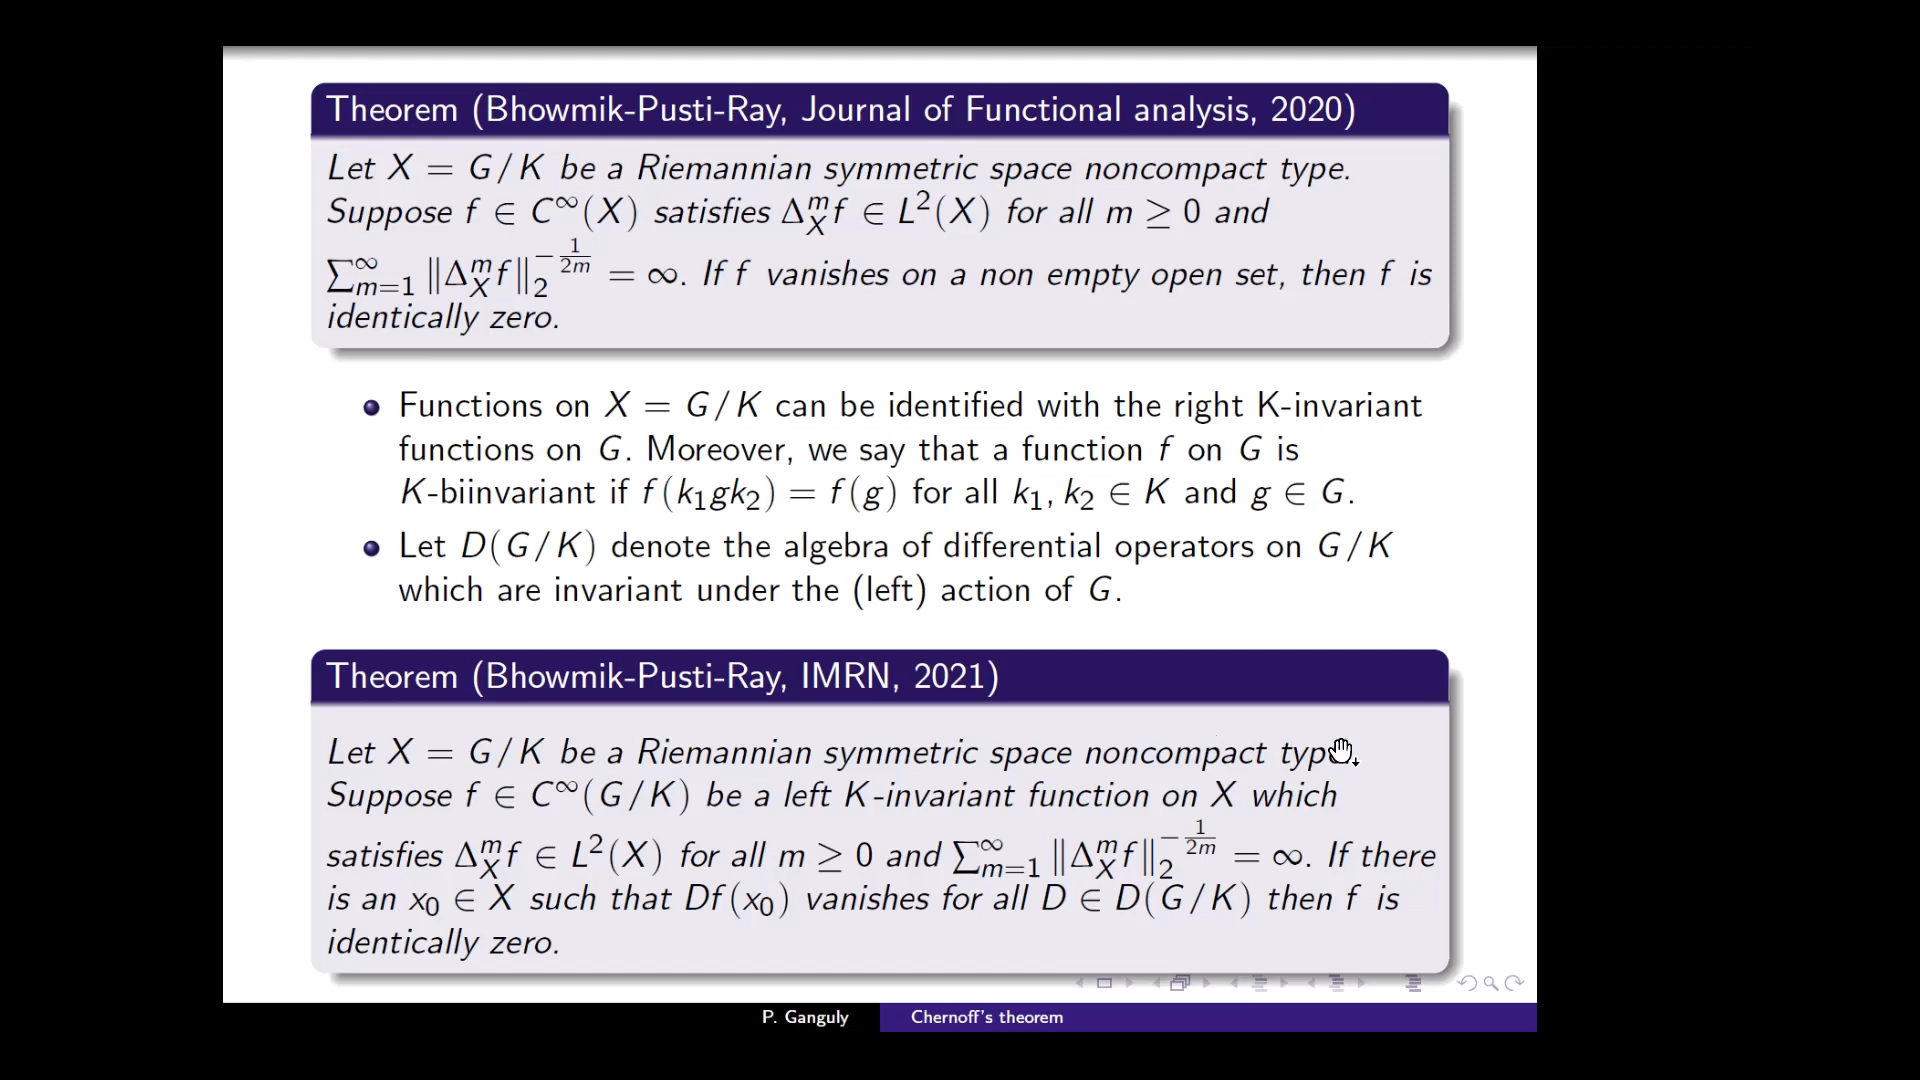 Theorem (Bhowmik-Pusti-Ray, Journal of Functional analysis, 2020)
Let X = G/K be a Riemannian symmetric space noncompact type.
Suppose f ∈ C^∞(X) satisfies Δ_X^m f ∈ L^2(X) for all m ≥ 0 and
∑_{m=1}^∞ ‖Δ_X^m f‖_2^{-1/2m} = ∞. If f vanishes on a non empty open set, then f is
identically zero.
Functions on X = G/K can be identified with the right K-invariant
functions on G. Moreover, we say that a function f on G is
K-biinvariant if f(k_1gk_2) = f(g) for all k_1, k_2 ∈ K and g ∈ G.
Let D(G/K) denote the algebra of differential operators on G/K
which are invariant under the (left) action of G.
Theorem (Bhowmik-Pusti-Ray, IMRN, 2021)
Let X = G/K be a Riemannian symmetric space noncompact type.
Suppose f ∈ C^∞(G/K) be a left K-invariant function on X which
satisfies Δ_X^m f ∈ L^2(X) for all m ≥ 0 and ∑_{m=1}^∞ ‖Δ_X^m f‖_2^{-1/2m} = ∞. If there
is an x_0 ∈ X such that Df(x_0) vanishes for all D ∈ D(G/K) then f is
identically zero.
P. Ganguly
Chernoff's theorem